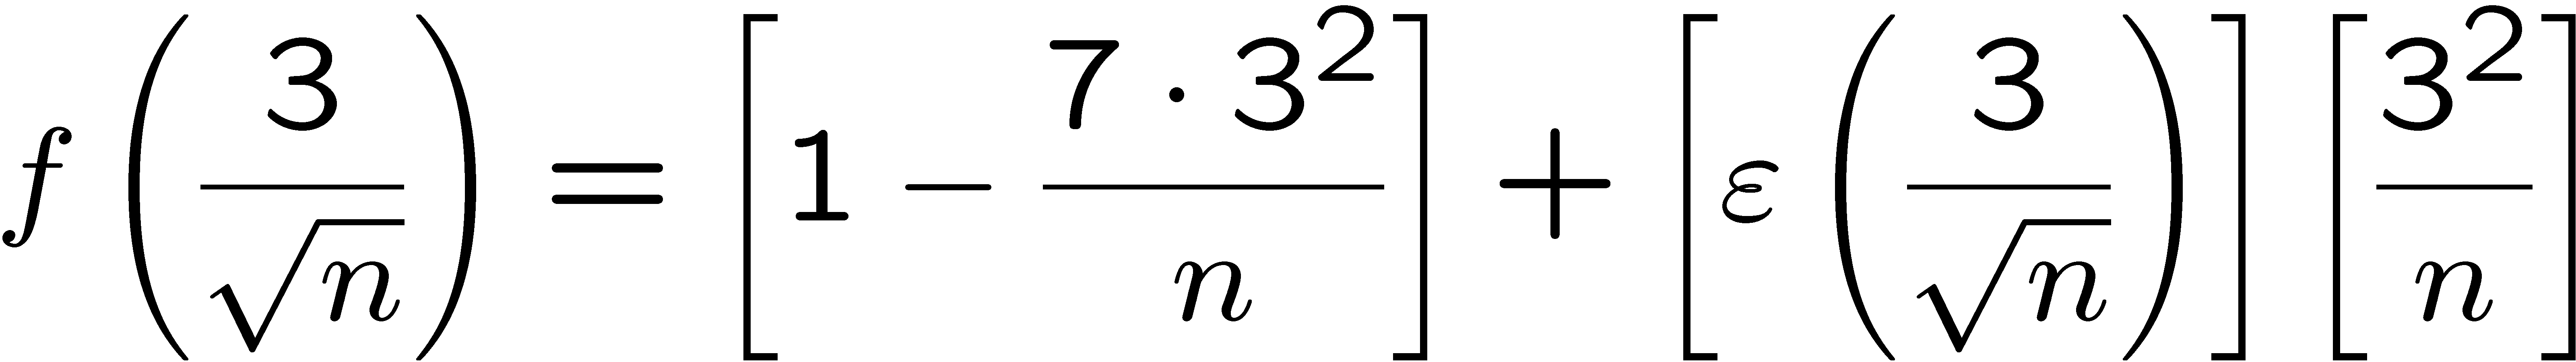 f(3/√n) = [1 − 7 · 3²/n] + [ε(3/√n)] [3²/n]